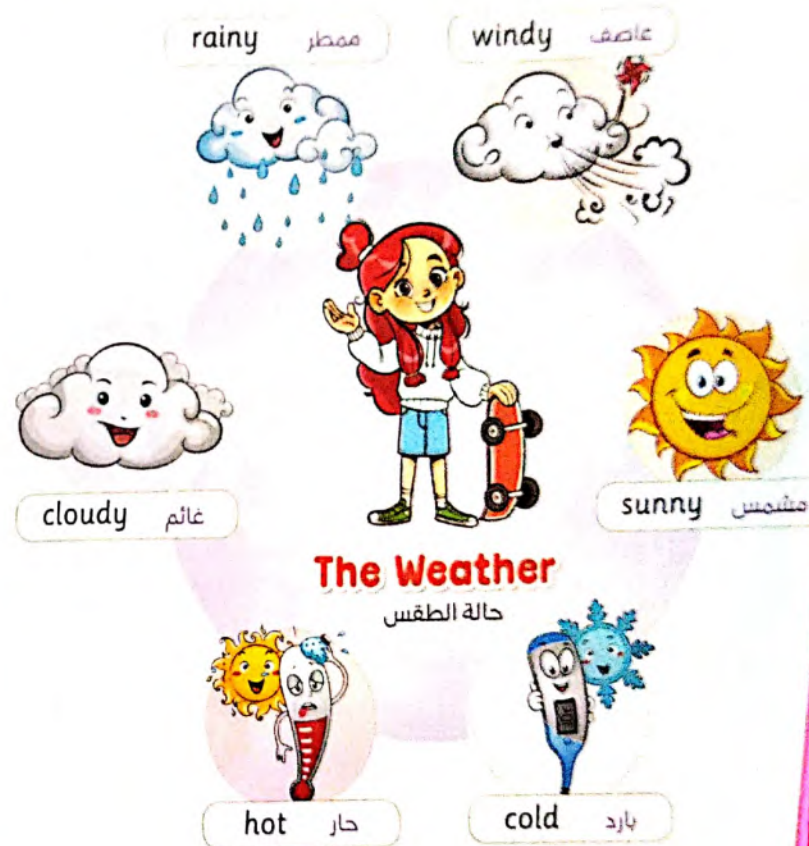 rainy ممطر
windy عاصف
cloudy غائم
sunny مشمس
The Weather
حالة الطقس
hot حار
cold بارد